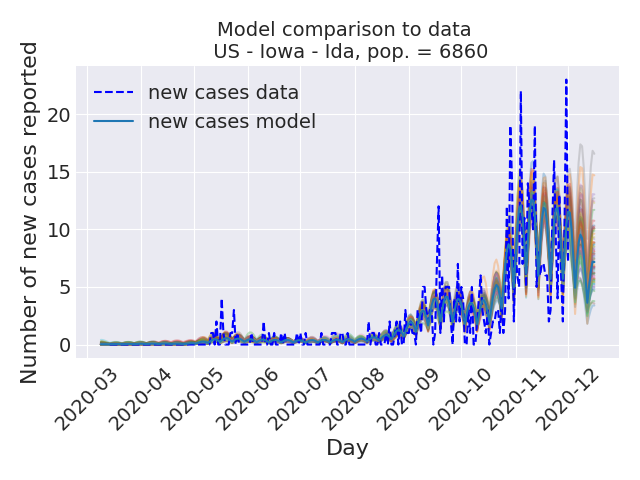 Model comparison to data
US - Iowa - Ida, pop. = 6860
Number of new cases reported
20
15
10
5
0
new cases data
new cases model
2020-03
2020-04
2020-05
2020-06
2020-07
2020-08
2020-09
2020-10
2020-11
2020-12
Day